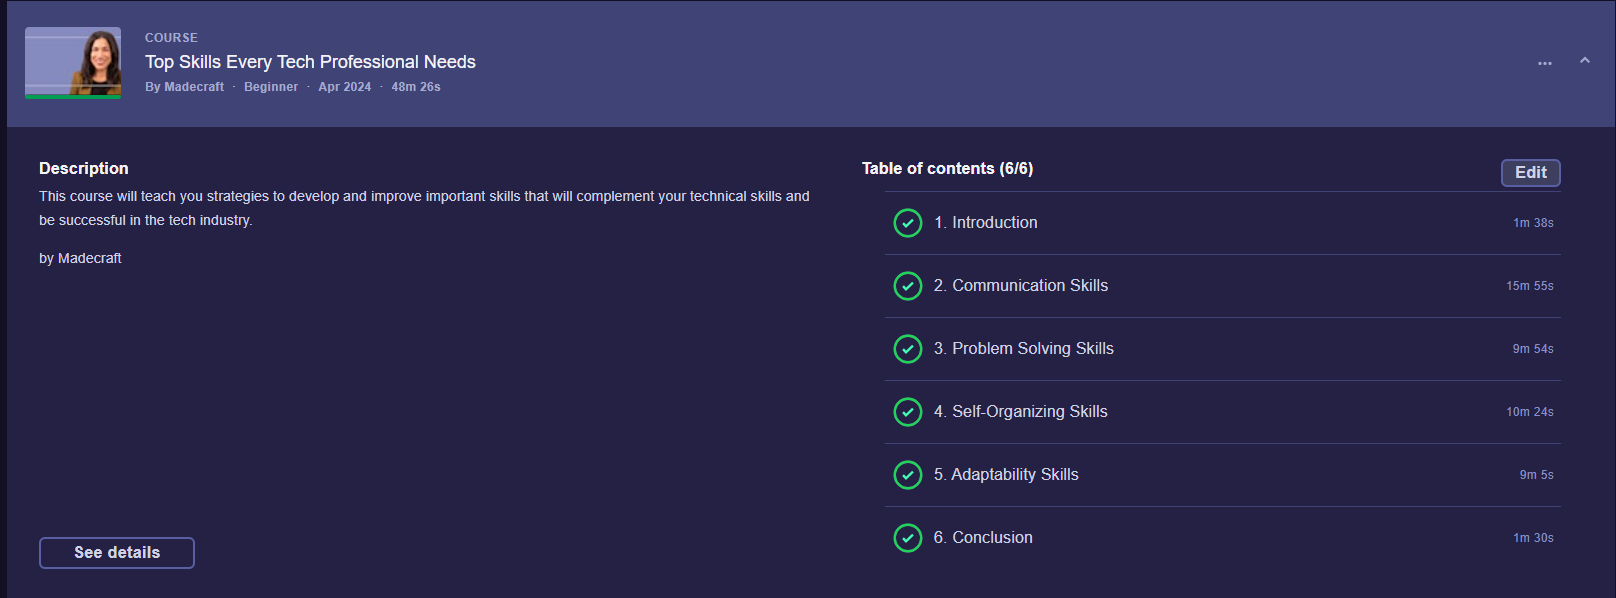 COURSE
Top Skills Every Tech Professional Needs
By Madecraft · Beginner · Apr 2024 · 48m 26s
Description
This course will teach you strategies to develop and improve important skills that will complement your technical skills and
be successful in the tech industry.
by Madecraft
See details
Table of contents (6/6)
Edit
1. Introduction 1m 38s
2. Communication Skills 15m 55s
3. Problem Solving Skills 9m 54s
4. Self-Organizing Skills 10m 24s
5. Adaptability Skills 9m 5s
6. Conclusion 1m 30s